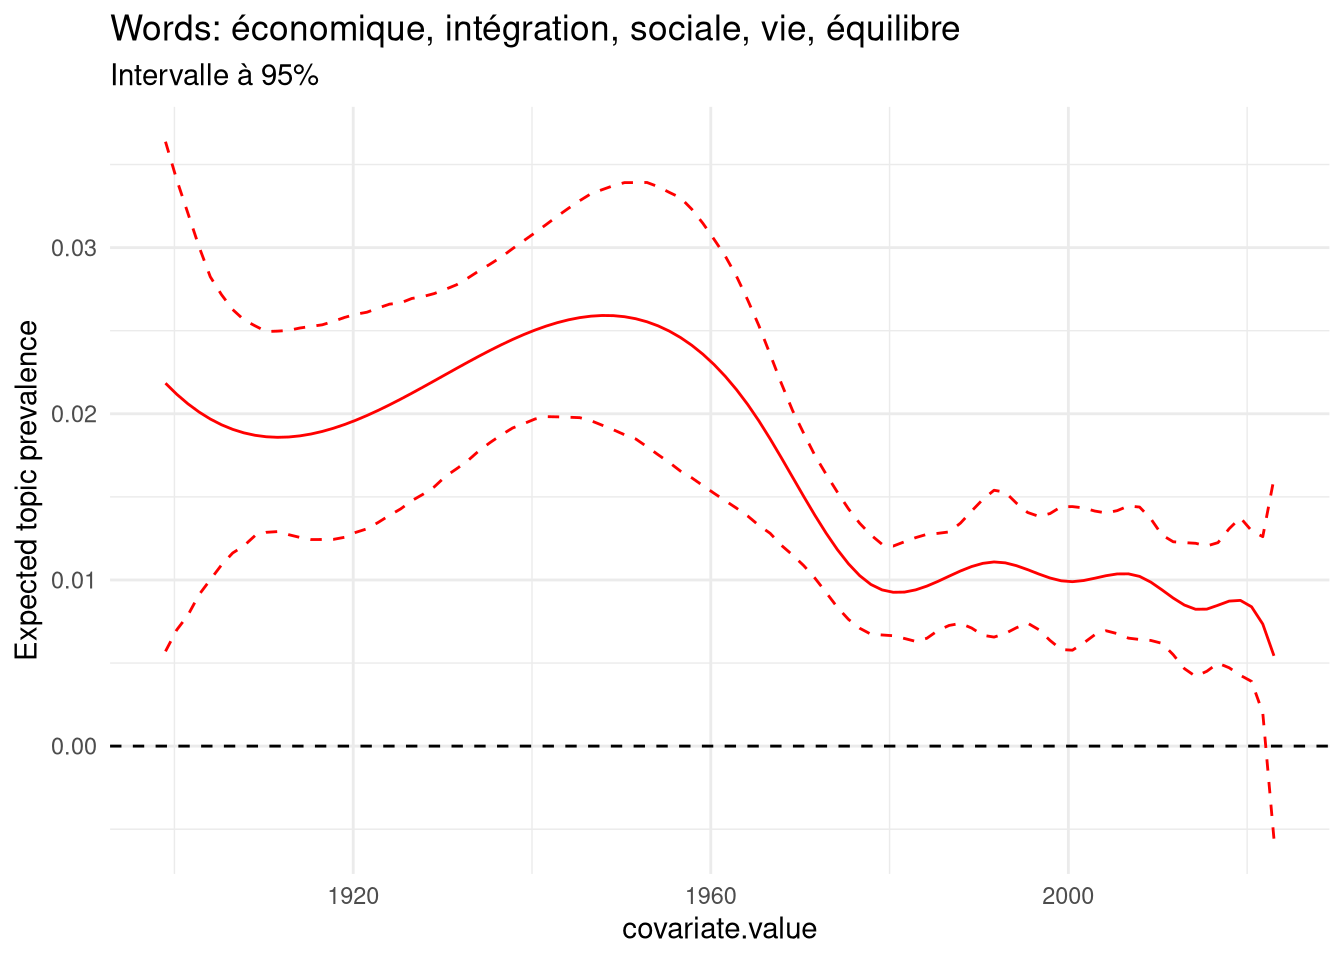 Words: économique, intégration, sociale, vie, équilibre
Intervalle à 95%
Expected topic prevalence
0.03
0.02
0.01
0.00
1920 1960 2000
covariate.value